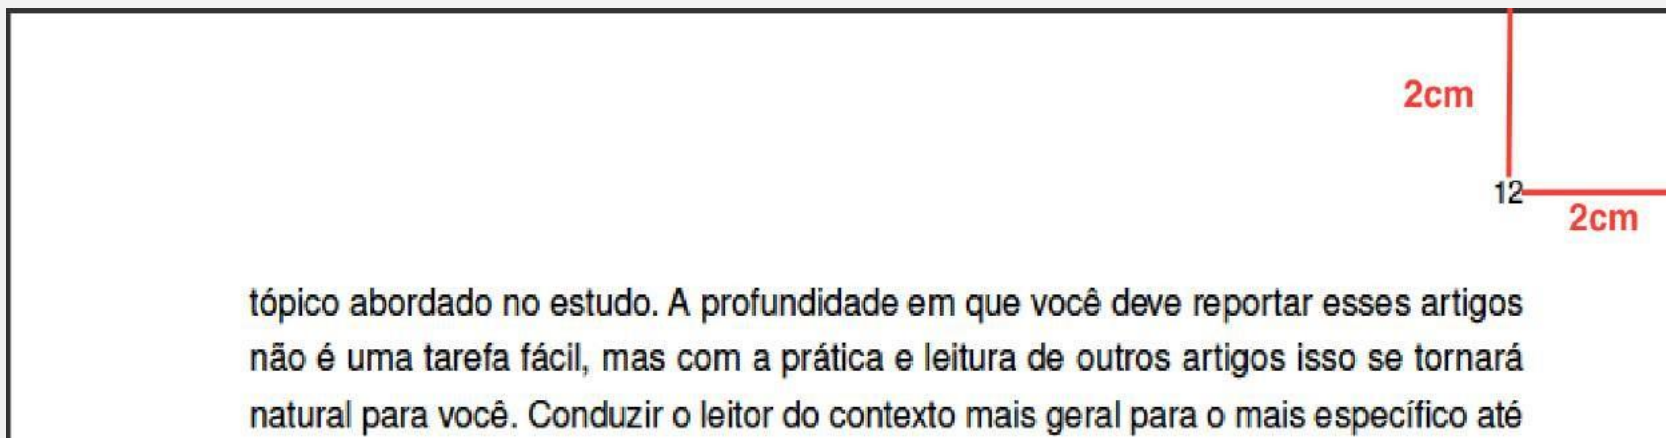 2cm
12
2cm
tópico abordado no estudo. A profundidade em que você deve reportar esses artigos
não é uma tarefa fácil, mas com a prática e leitura de outros artigos isso se tornará
natural para você. Conduzir o leitor do contexto mais geral para o mais específico até